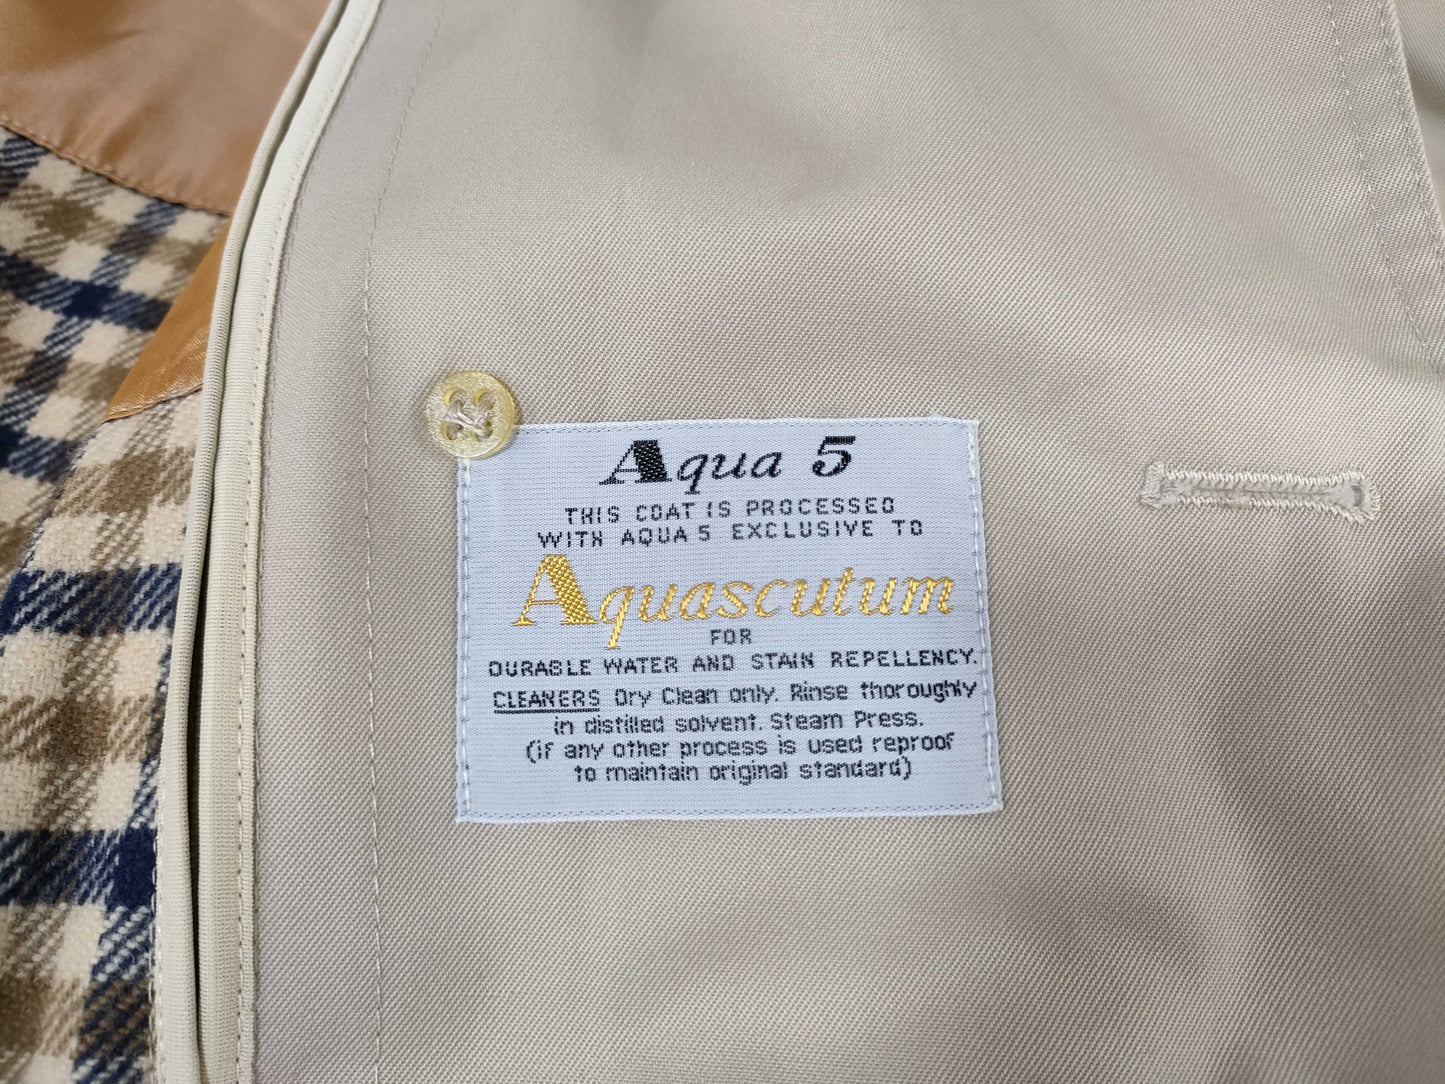 Aqua 5
THIS COAT IS PROCESSED
WITH AQUA 5 EXCLUSIVE TO
Aquascutum
FOR
DURABLE WATER AND STAIN REPELLENCY.
CLEANERS Dry Clean only. Rinse thoroughly
in distilled solvent. Steam Press.
(if any other process is used reproof
to maintain original standard)